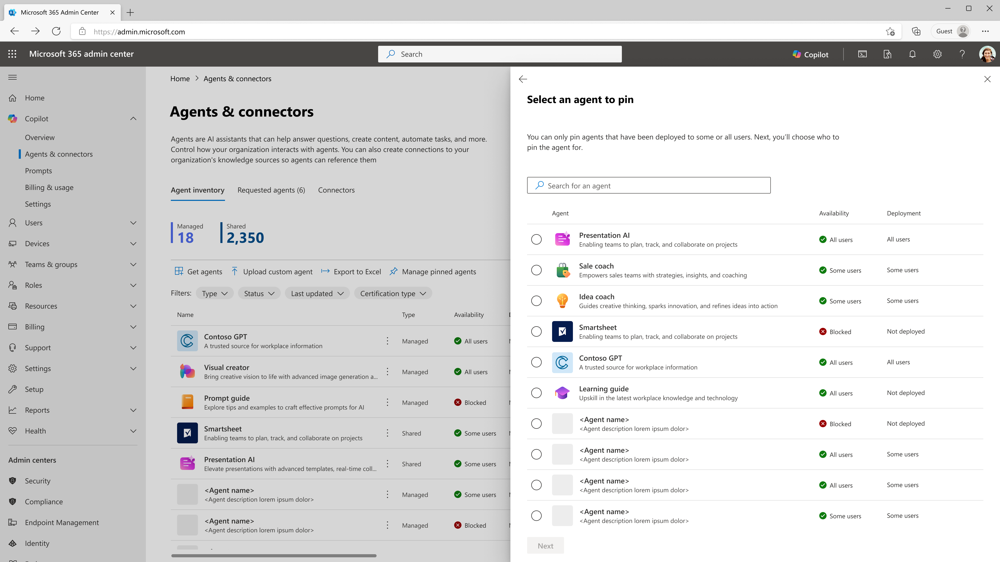 Microsoft 365 Admin Center
https://admin.microsoft.com
Guest
Microsoft 365 admin center
Search
Copilot
Home
Copilot
Overview
Agents & connectors
Prompts
Billing & usage
Settings
Users
Devices
Teams & groups
Roles
Resources
Billing
Support
Settings
Setup
Reports
Health
Admin centers
Security
Compliance
Endpoint Management
Identity
Home > Agents & connectors
Agents & connectors
Agents are AI assistants that can help answer questions, create content, automate tasks, and more.
Control how your organization interacts with agents. You can also create connections to your
organization's knowledge sources so agents can reference them
Agent inventory
Requested agents (6)
Connectors
Managed
18
Shared
2,350
Get agents
Upload custom agent
Export to Excel
Manage pinned agents
Filters:
Type
Status
Last updated
Certification type
Name
Type
Availability
Contoso GPT
A trusted source for workplace information
Managed
All users
Visual creator
Bring creative vision to life with advanced image generation a...
Managed
All users
Prompt guide
Explore tips and examples to craft effective prompts for AI
Managed
Blocked
Smartsheet
Enabling teams to plan, track, and collaborate on projects
Shared
Some users
Presentation AI
Elevate presentations with advanced templates, real-time coll...
Shared
Some users
<Agent name>
<Agent description lorem ipsum dolor>
Managed
Some users
<Agent name>
<Agent description lorem ipsum dolor>
Managed
Blocked
Select an agent to pin
You can only pin agents that have been deployed to some or all users. Next, you’ll choose who to
pin the agent for.
Search for an agent
Agent
Availability
Deployment
Presentation AI
Enabling teams to plan, track, and collaborate on projects
All users
All users
Sale coach
Empowers sales teams with strategies, insights, and coaching
Some users
Some users
Idea coach
Guides creative thinking, sparks innovation, and refines ideas into action
Some users
Some users
Smartsheet
Enabling teams to plan, track, and collaborate on projects
Blocked
Not deployed
Contoso GPT
A trusted source for workplace information
All users
All users
Learning guide
Upskill in the latest workplace knowledge and technology
All users
Not deployed
<Agent name>
<Agent description lorem ipsum dolor>
Blocked
Not deployed
<Agent name>
<Agent description lorem ipsum dolor>
All users
Some users
<Agent name>
<Agent description lorem ipsum dolor>
All users
Some users
<Agent name>
<Agent description lorem ipsum dolor>
Some users
Some users
Next